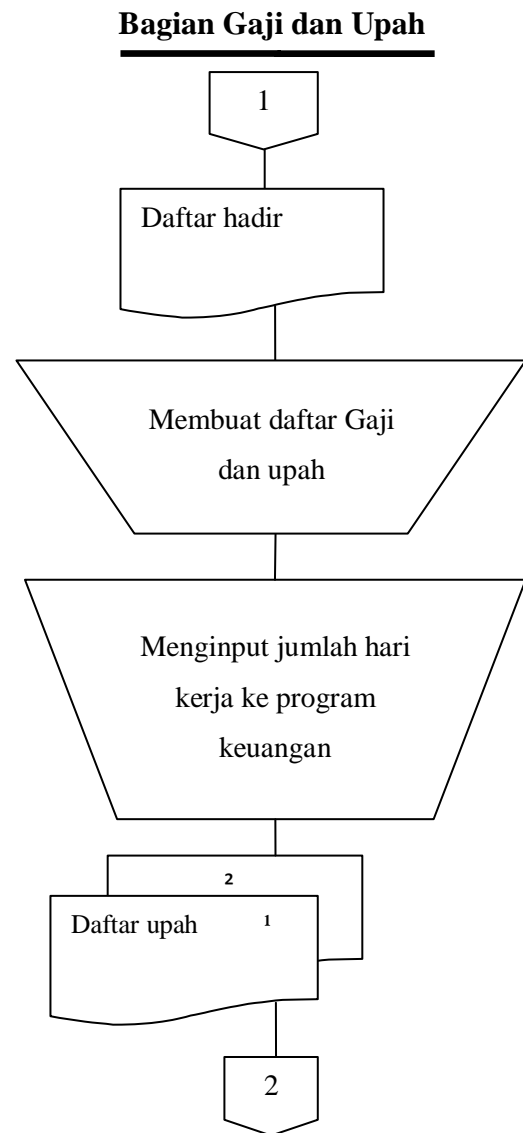 Bagian Gaji dan Upah
1
Daftar hadir
Membuat daftar Gaji
dan upah
Menginput jumlah hari
kerja ke program
keuangan
2
Daftar upah 1
2